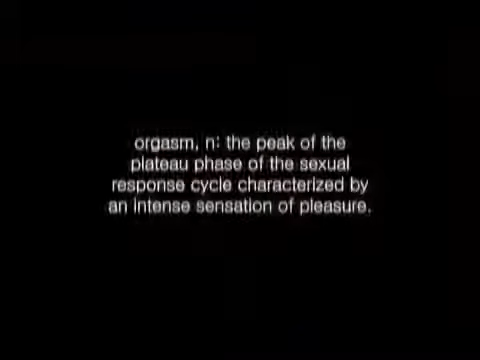 orgasm, n: the peak of the
plateau phase of the sexual
response cycle characterized by
an intense sensation of pleasure.